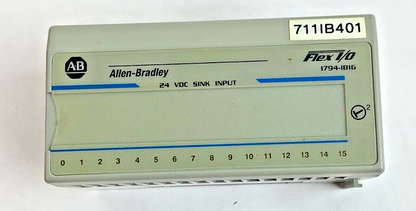 711IB401
AB
Allen-Bradley
Flex I/O
1794-IB16
24 VDC SINK INPUT
2
0 1 2 3 4 5 6 7 8 9 10 11 12 13 14 15